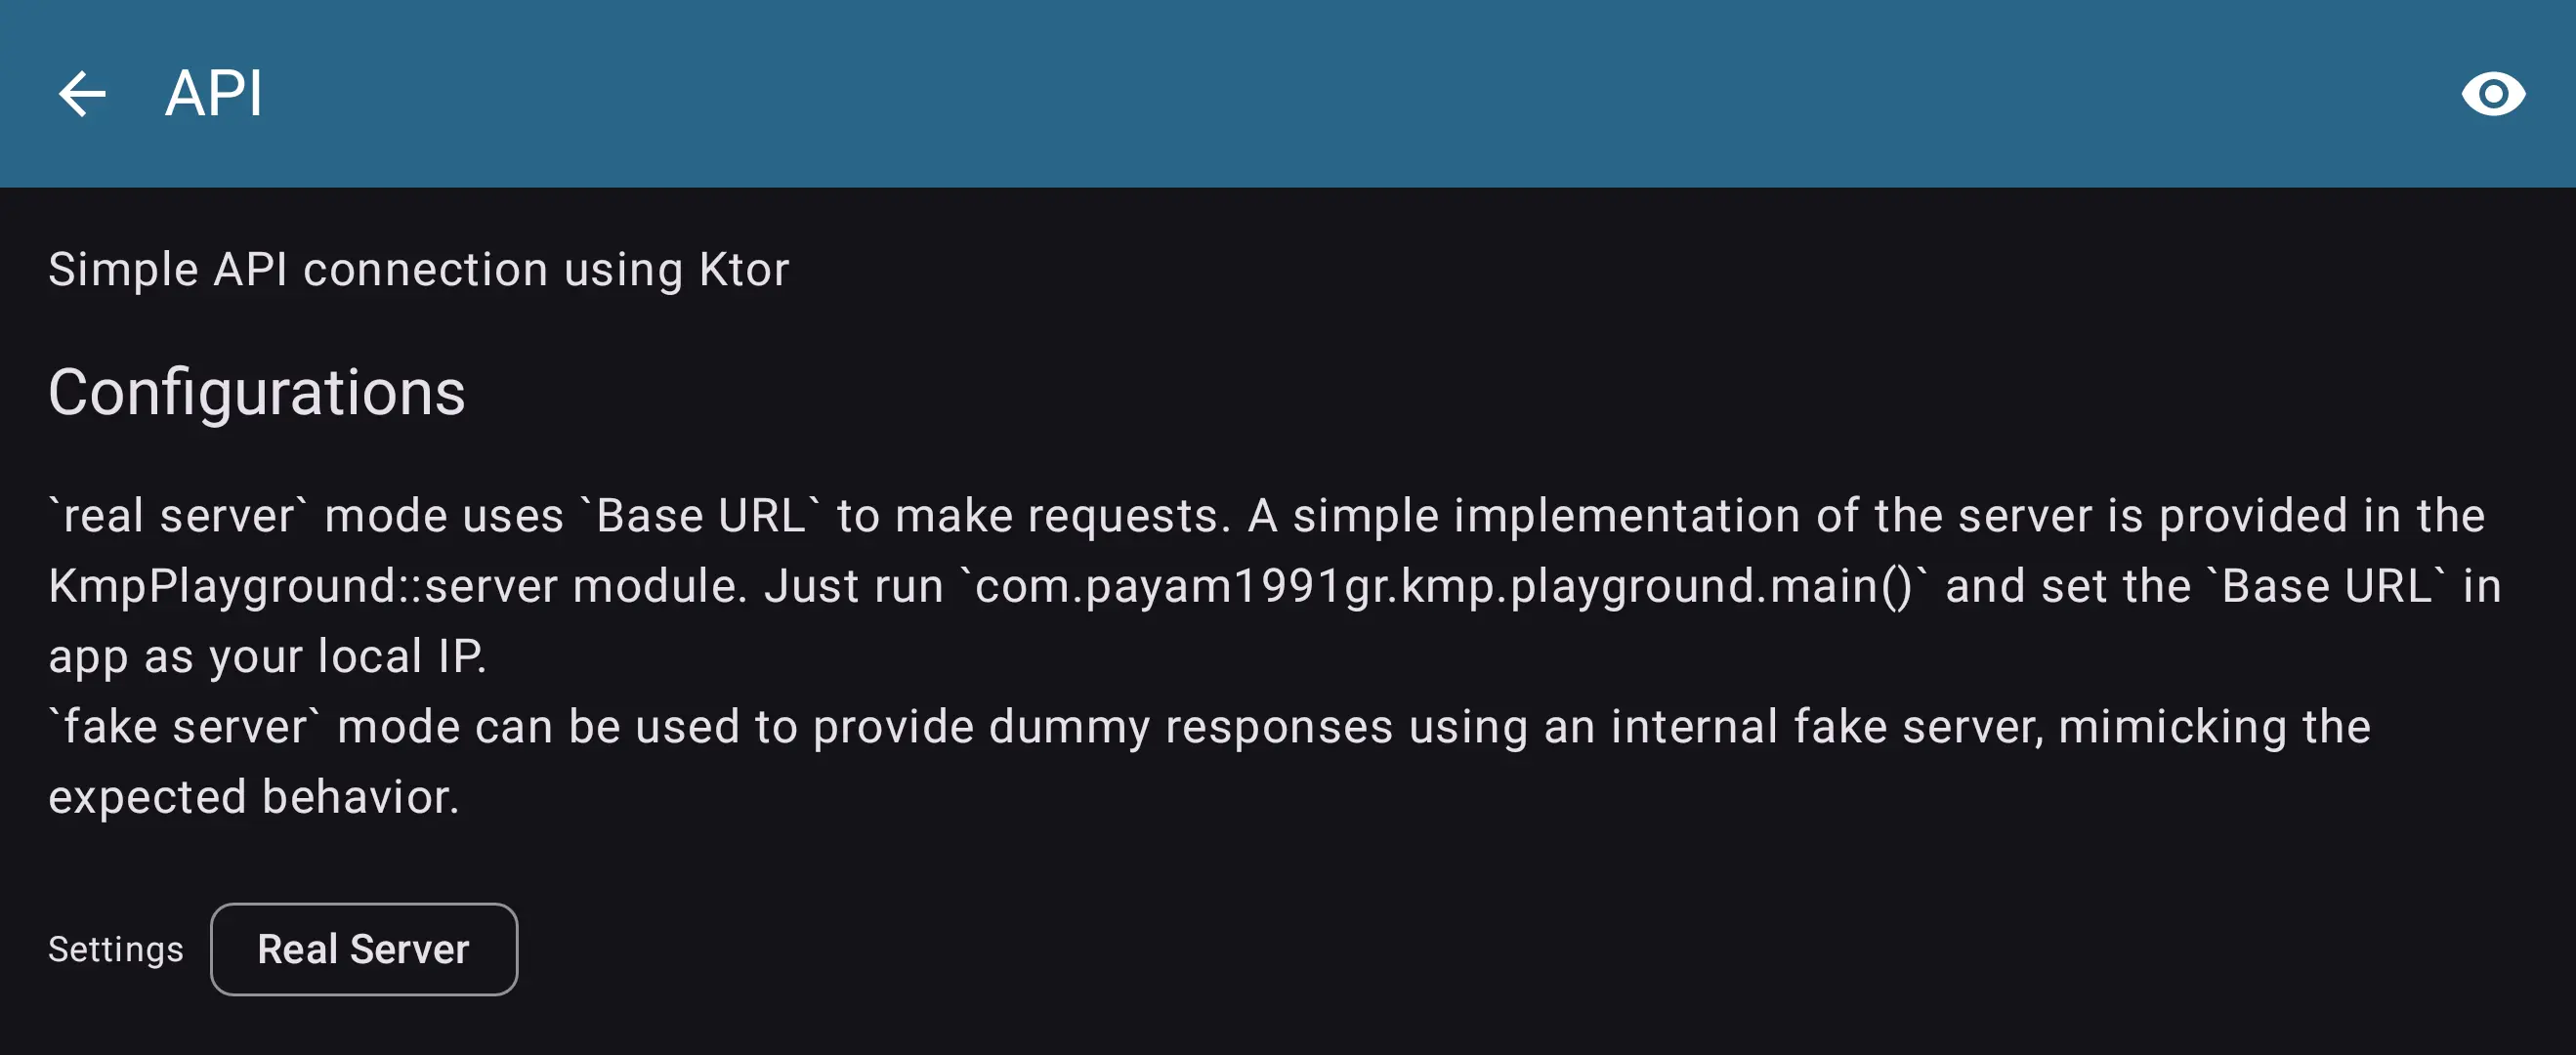 API
Simple API connection using Ktor
Configurations
`real server` mode uses `Base URL` to make requests. A simple implementation of the server is provided in the
KmpPlayground::server module. Just run `com.payam1991gr.kmp.playground.main()` and set the `Base URL` in
app as your local IP.
`fake server` mode can be used to provide dummy responses using an internal fake server, mimicking the
expected behavior.
Settings Real Server